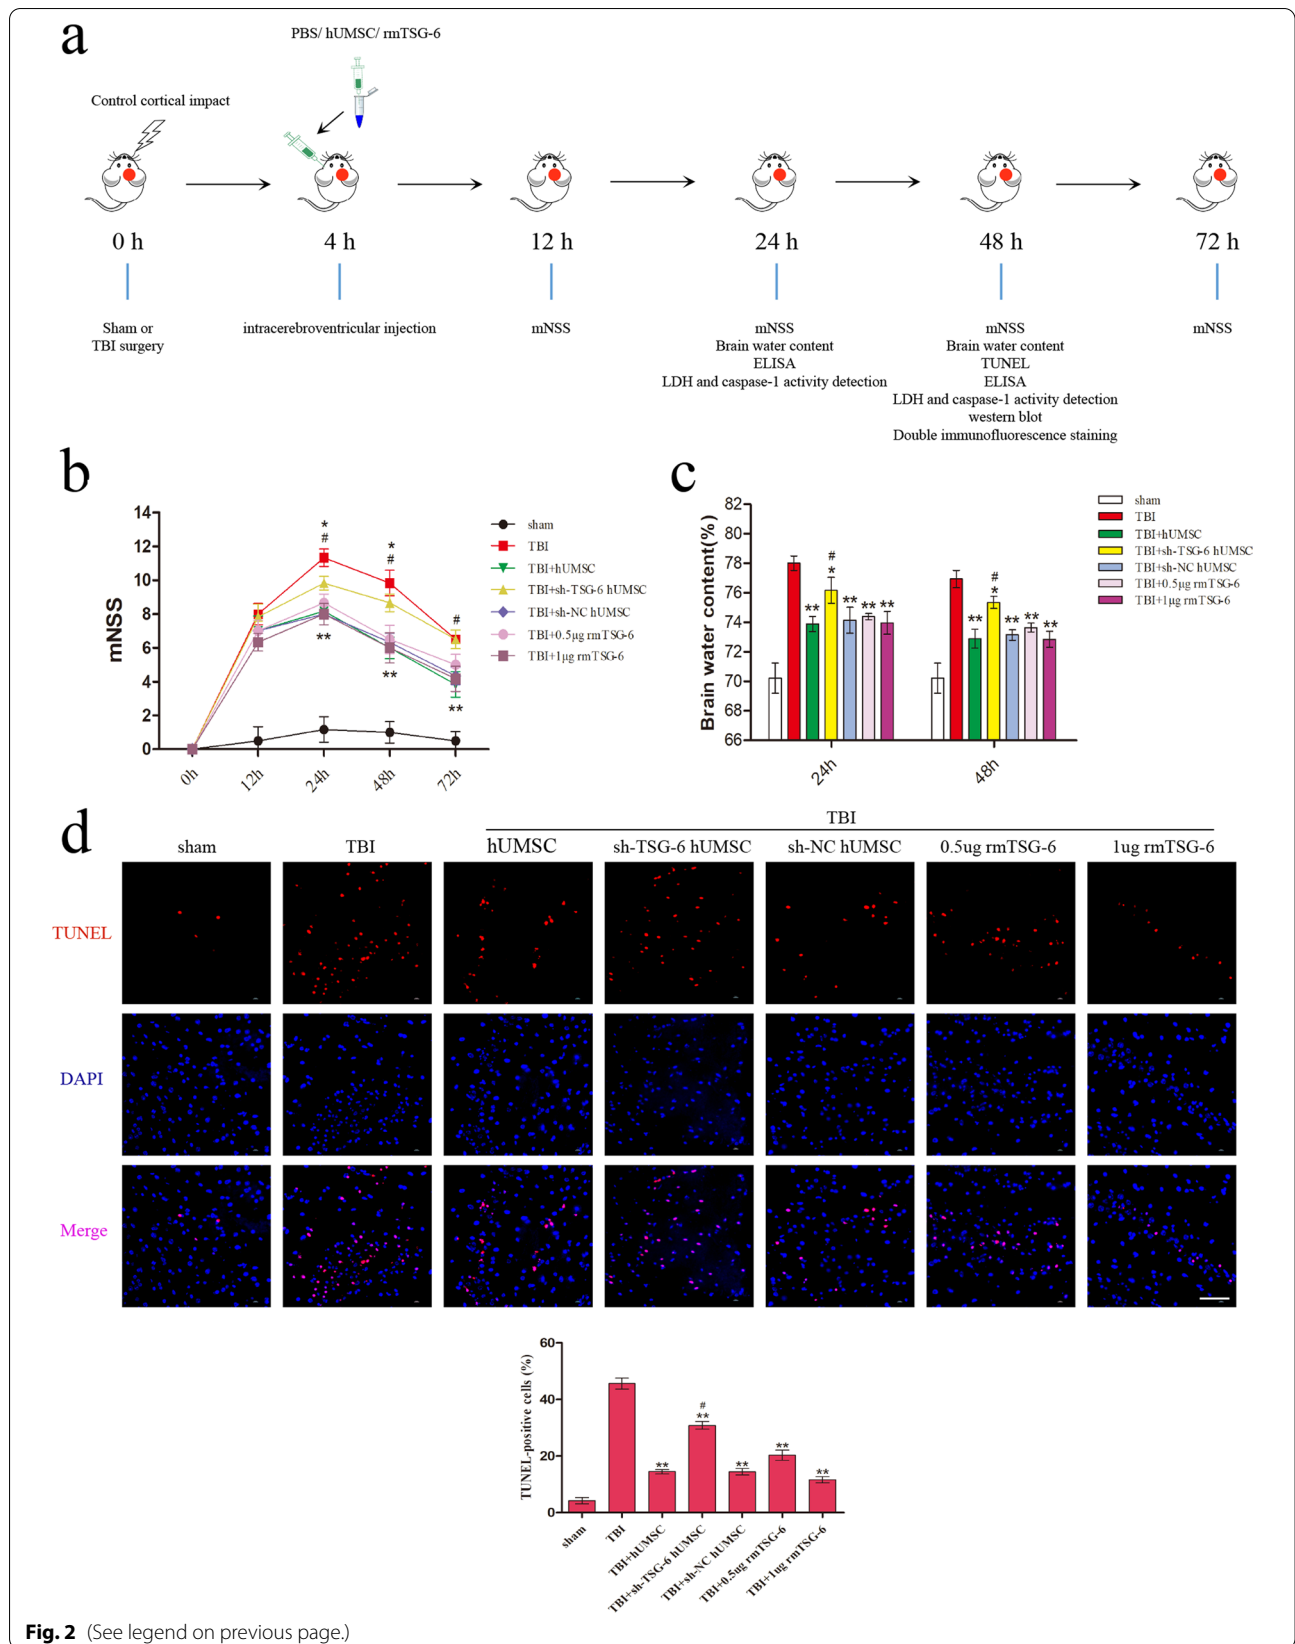 a
PBS/ hUMSC/ rmTSG-6
Control cortical impact
0 h
4 h
12 h
24 h
48 h
72 h
Sham or
TBI surgery
intracerebroventricular injection
mNSS
mNSS
Brain water content
ELISA
LDH and caspase-1 activity detection
mNSS
Brain water content
TUNEL
ELISA
LDH and caspase-1 activity detection
western blot
Double immunofluorescence staining
mNSS
b
mNSS
14
12
10
8
6
4
2
0
0h
12h
24h
48h
72h
*
#
*
#
#
**
**
**
sham
TBI
TBI+hUMSC
TBI+sh-TSG-6 hUMSC
TBI+sh-NC hUMSC
TBI+0.5μg rmTSG-6
TBI+1μg rmTSG-6
c
Brain water content(%)
82
80
78
76
74
72
70
68
66
24h
48h
**
#
*
**
**
**
**
#
*
**
**
**
sham
TBI
TBI+hUMSC
TBI+sh-TSG-6 hUMSC
TBI+sh-NC hUMSC
TBI+0.5μg rmTSG-6
TBI+1μg rmTSG-6
d
TBI
sham
TBI
hUMSC
sh-TSG-6 hUMSC
sh-NC hUMSC
0.5ug rmTSG-6
1ug rmTSG-6
TUNEL
DAPI
Merge
TUNEL-positive cells (%)
60
40
20
0
**
#
**
**
**
**
sham
TBI
TBI+hUMSC
TBI+sh-TSG-6 hUMSC
TBI+sh-NC hUMSC
TBI+0.5ug rmTSG-6
TBI+1ug rmTSG-6
Fig. 2 (See legend on previous page.)